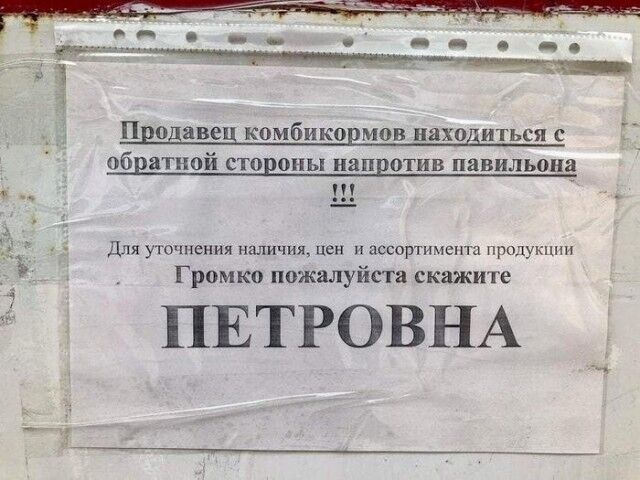 Продавец комбикормов находиться с
обратной стороны напротив павильона
!!!
Для уточнения наличия, цен и ассортимента продукции
Громко пожалуйста скажите
ПЕТРОВНА